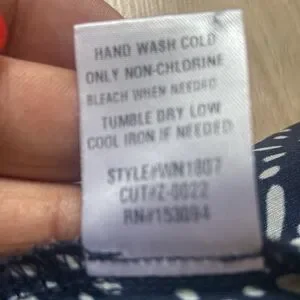 HAND WASH COLD
ONLY NON-CHLORINE
BLEACH WHEN NEEDED
TUMBLE DRY LOW
COOL IRON IF NEEDED
STYLE#WN1807
CUT#Z-0022
RN#153094